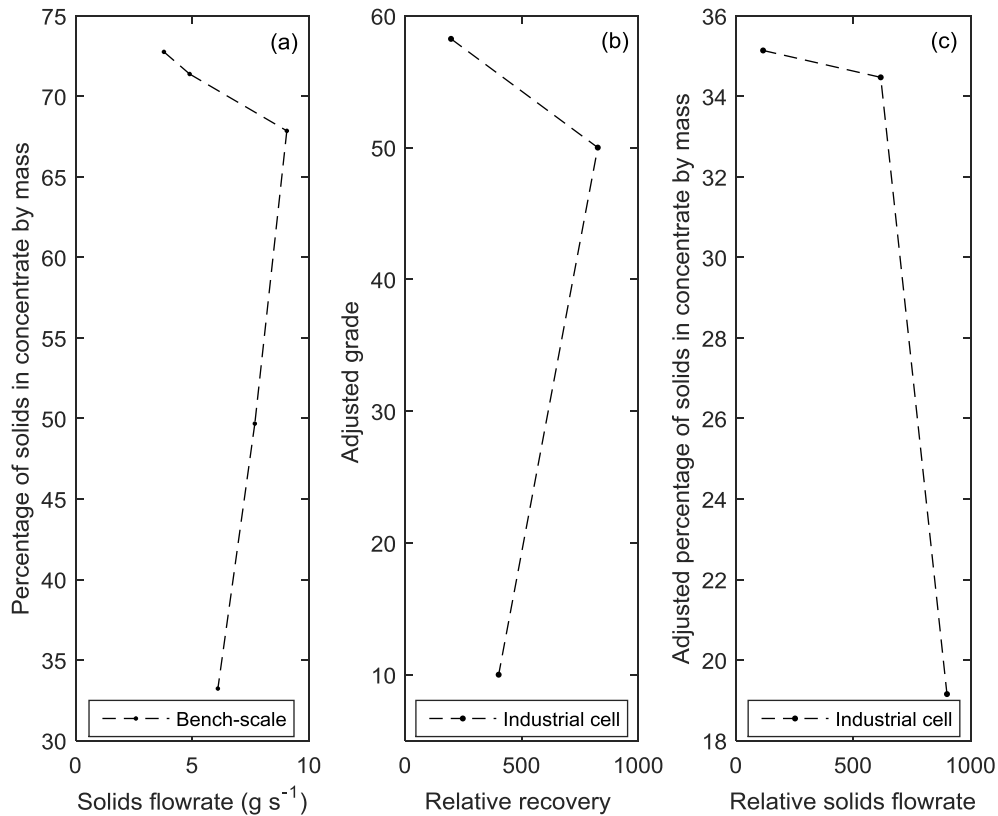 (a)
Percentage of solids in concentrate by mass
75
70
65
60
55
50
45
40
35
30
Bench-scale
0 5 10
Solids flowrate (g s⁻¹)
(b)
Adjusted grade
60
50
40
30
20
10
Industrial cell
0 500 1000
Relative recovery
(c)
Adjusted percentage of solids in concentrate by mass
36
34
32
30
28
26
24
22
20
18
Industrial cell
0 500 1000
Relative solids flowrate